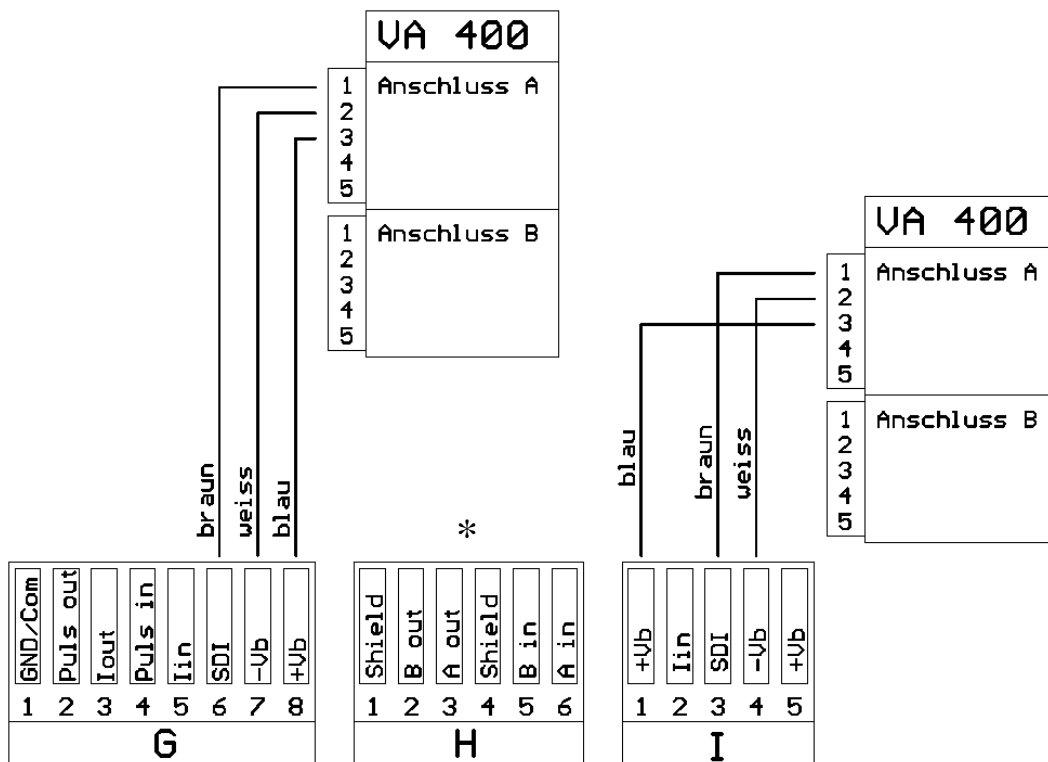 VA 400
1 Anschluss A
2
3
4
5
1 Anschluss B
2
3
4
5
VA 400
1 Anschluss A
2
3
4
5
1 Anschluss B
2
3
4
5
braun
weiss
blau
*
blau
braun
weiss
GND/Com
Puls out
Iout
Puls in
Iin
SDI
-Vb
+Vb
1 2 3 4 5 6 7 8
G
Shield
B out
A out
Shield
B in
A in
1 2 3 4 5 6
H
+Vb
Iin
SDI
-Vb
+Vb
1 2 3 4 5
I